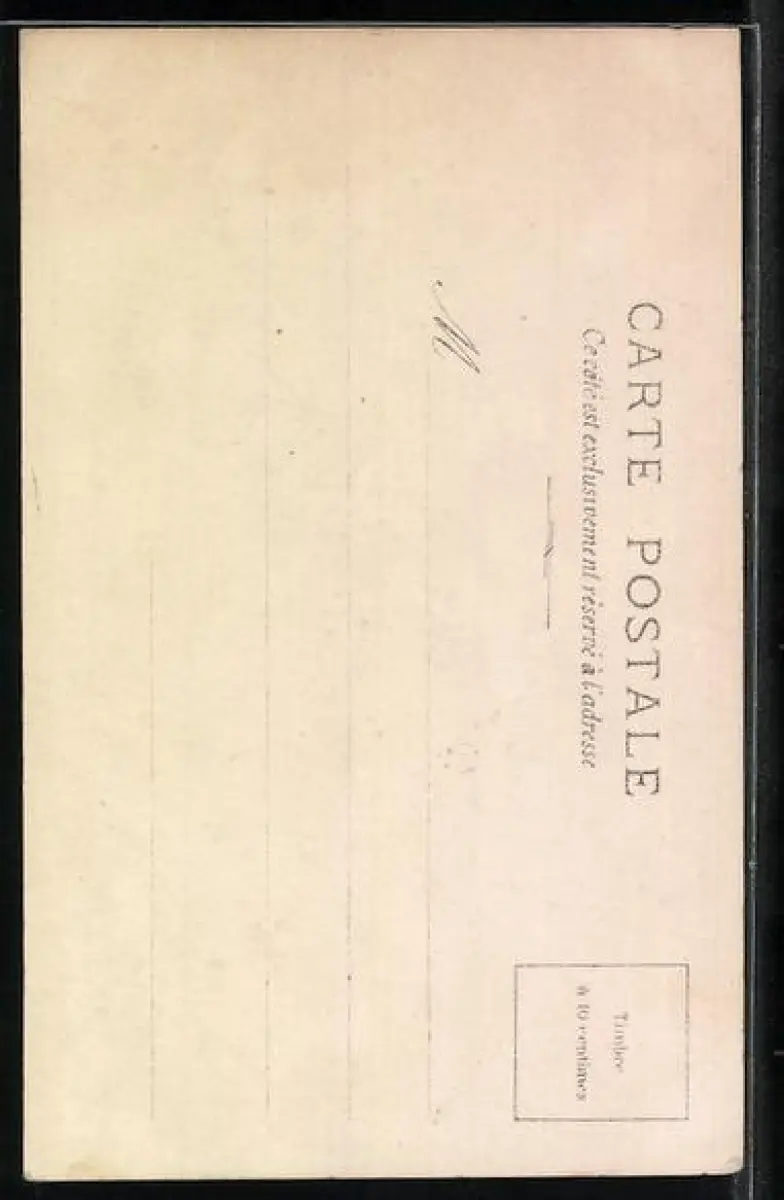 CARTE POSTALE
Ce côté est exclusivement réservé à l'adresse
M
Timbre
à 10 centimes